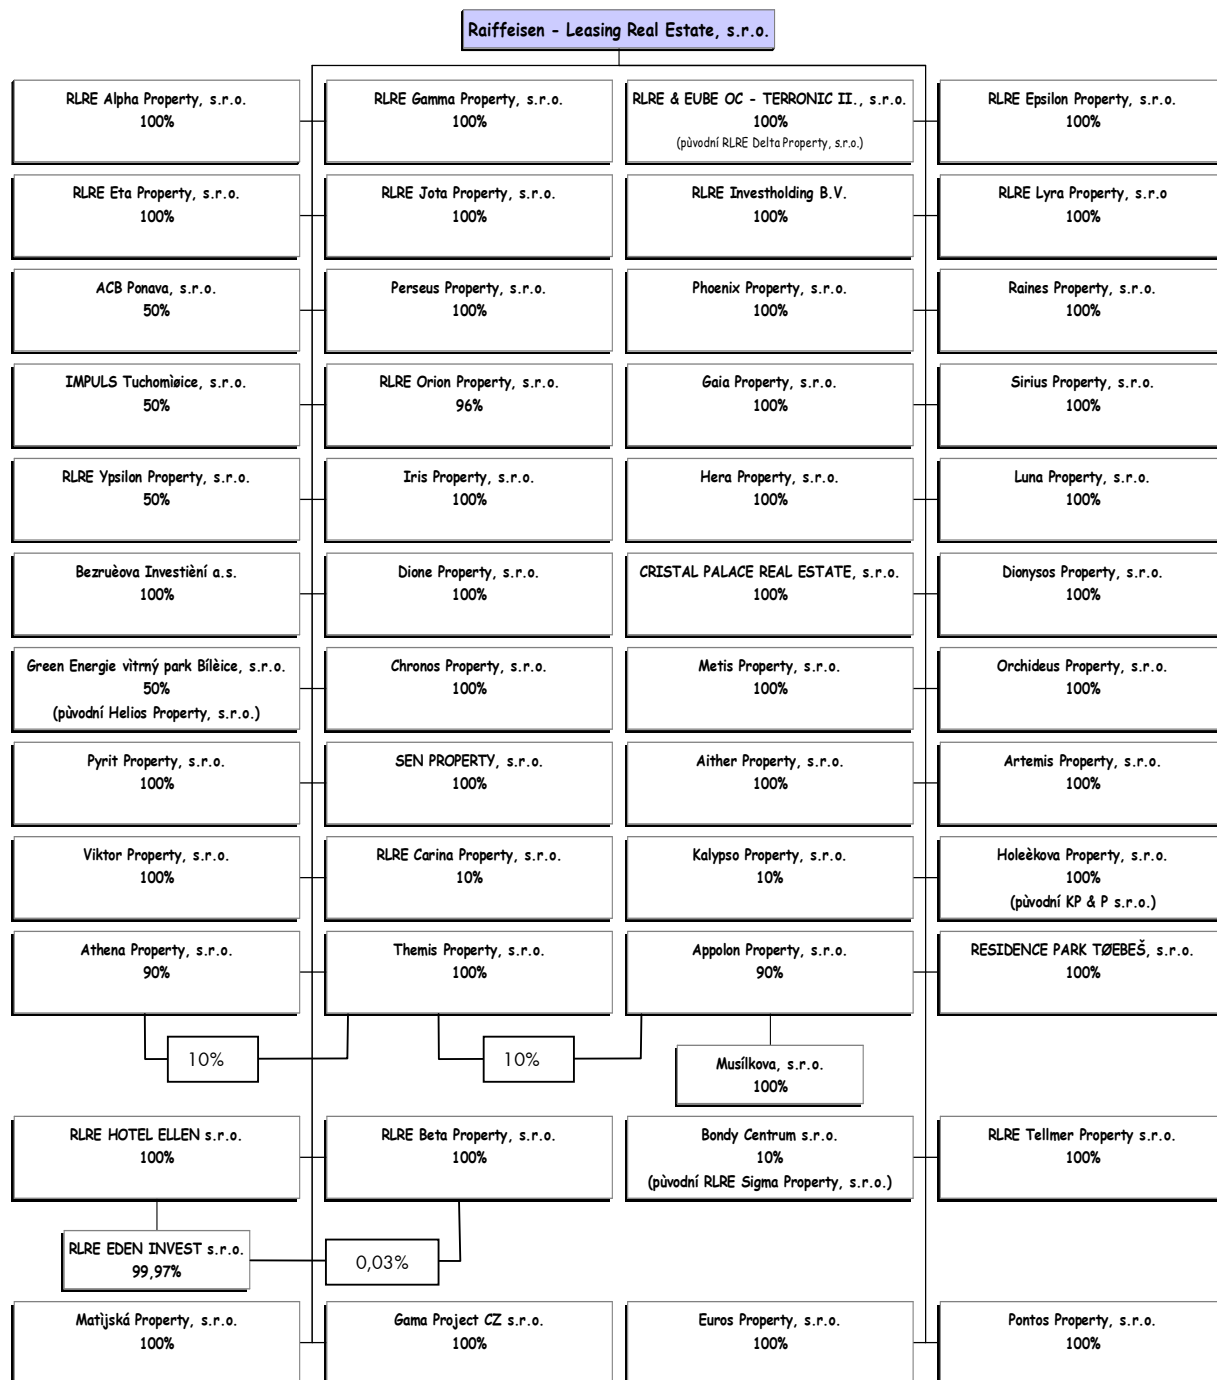 Raiffeisen - Leasing Real Estate, s.r.o.
RLRE Alpha Property, s.r.o.
100%
RLRE Gamma Property, s.r.o.
100%
RLRE & EUBE OC - TERRONIC II., s.r.o.
100%
(pùvodní RLRE Delta Property, s.r.o.)
RLRE Epsilon Property, s.r.o.
100%
RLRE Eta Property, s.r.o.
100%
RLRE Jota Property, s.r.o.
100%
RLRE Investholding B.V.
100%
RLRE Lyra Property, s.r.o
100%
ACB Ponava, s.r.o.
50%
Perseus Property, s.r.o.
100%
Phoenix Property, s.r.o.
100%
Raines Property, s.r.o.
100%
IMPULS Tuchomìøice, s.r.o.
50%
RLRE Orion Property, s.r.o.
96%
Gaia Property, s.r.o.
100%
Sirius Property, s.r.o.
100%
RLRE Ypsilon Property, s.r.o.
50%
Iris Property, s.r.o.
100%
Hera Property, s.r.o.
100%
Luna Property, s.r.o.
100%
Bezruèova Investièní a.s.
100%
Dione Property, s.r.o.
100%
CRISTAL PALACE REAL ESTATE, s.r.o.
100%
Dionysos Property, s.r.o.
100%
Green Energie vìtrný park Bílèice, s.r.o.
50%
(pùvodní Helios Property, s.r.o.)
Chronos Property, s.r.o.
100%
Metis Property, s.r.o.
100%
Orchideus Property, s.r.o.
100%
Pyrit Property, s.r.o.
100%
SEN PROPERTY, s.r.o.
100%
Aither Property, s.r.o.
100%
Artemis Property, s.r.o.
100%
Viktor Property, s.r.o.
100%
RLRE Carina Property, s.r.o.
10%
Kalypso Property, s.r.o.
10%
Holeèkova Property, s.r.o.
100%
(pùvodní KP & P s.r.o.)
Athena Property, s.r.o.
90%
Themis Property, s.r.o.
100%
Appolon Property, s.r.o.
90%
RESIDENCE PARK TØEBEŠ, s.r.o.
100%
10%
10%
Musílkova, s.r.o.
100%
RLRE HOTEL ELLEN s.r.o.
100%
RLRE Beta Property, s.r.o.
100%
Bondy Centrum s.r.o.
10%
(pùvodní RLRE Sigma Property, s.r.o.)
RLRE Tellmer Property s.r.o.
100%
RLRE EDEN INVEST s.r.o.
99,97%
0,03%
Matìjská Property, s.r.o.
100%
Gama Project CZ s.r.o.
100%
Euros Property, s.r.o.
100%
Pontos Property, s.r.o.
100%